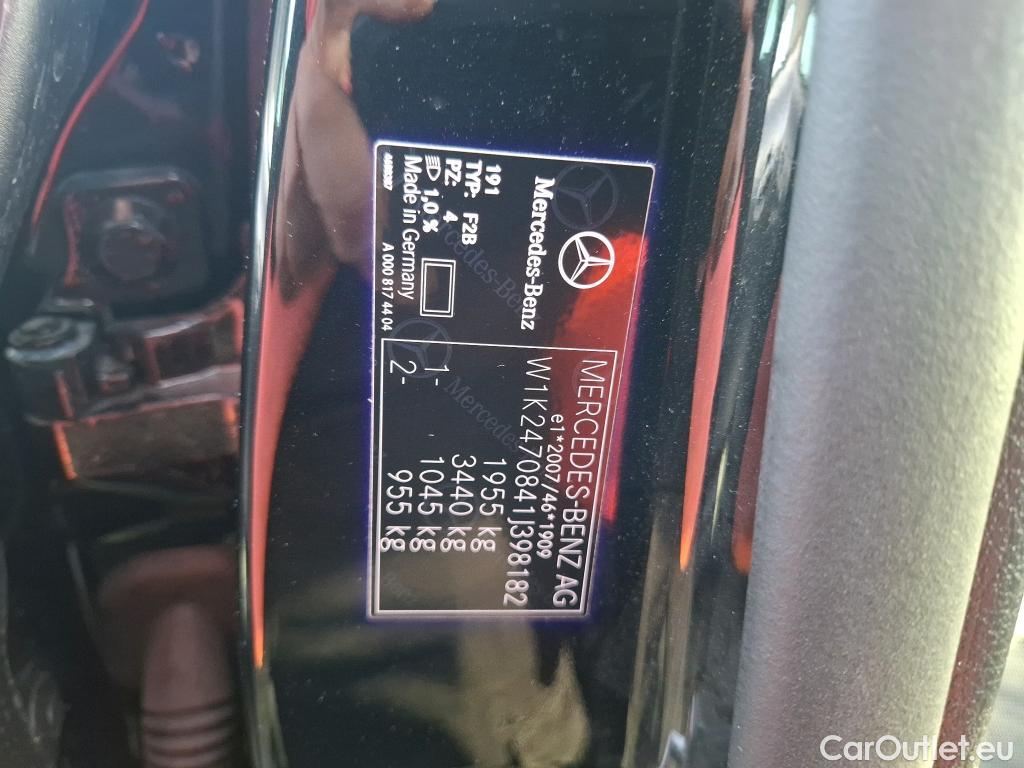 Mercedes-Benz
191
TYP: F2B
PZ: 4
1,0 %
Made in Germany
A 000 817 44 04
MERCEDES-BENZ AG
e1*2007/46*1909
W1K2470841J398182
1955 kg
3440 kg
1- 1045 kg
2- 955 kg
CarOutlet.eu